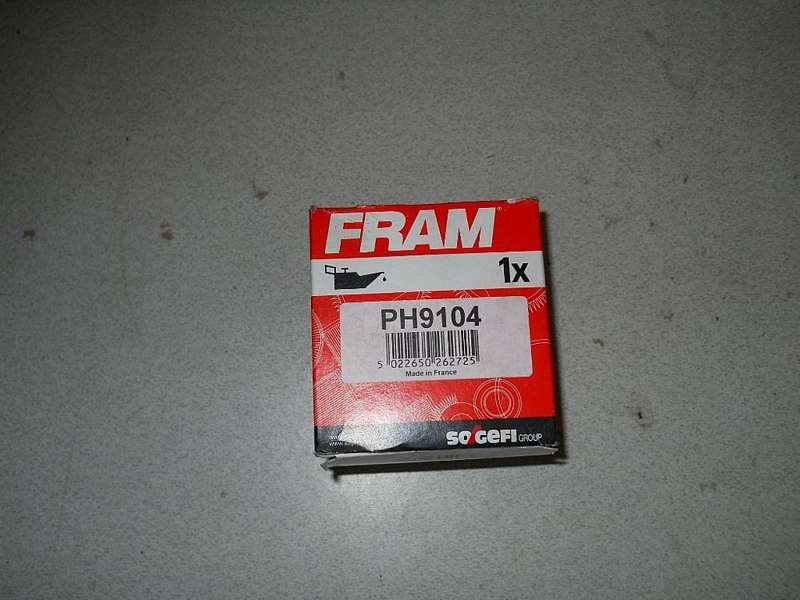 FRAM®
1x
PH9104
5 022650 262725
Made in France
SOGEFI GROUP